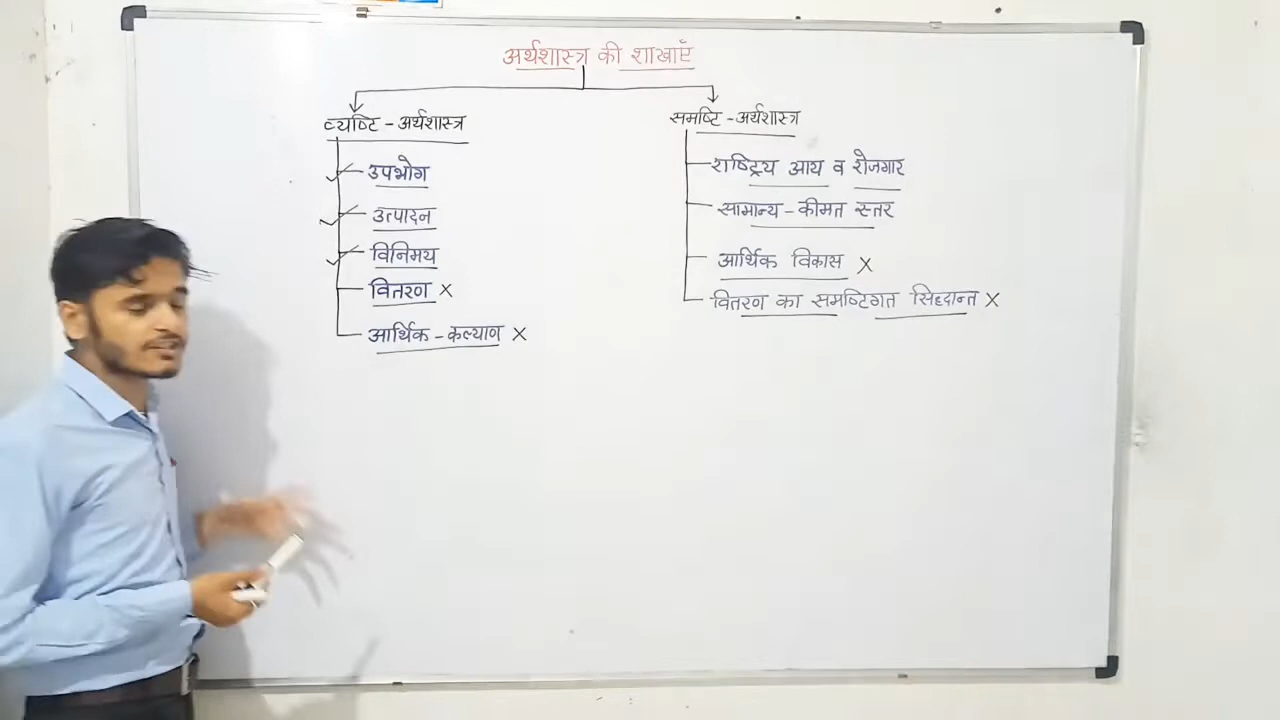 अर्थशास्त्र की शाखाएँ
व्यष्टि - अर्थशास्त्र
उपभोग
उत्पादन
विनिमय
वितरण x
आर्थिक - कल्याण x
समष्टि - अर्थशास्त्र
राष्ट्रिय आय व रोजगार
सामान्य - कीमत स्तर
आर्थिक विकास x
वितरण का समष्टिगत सिद्दान्त x